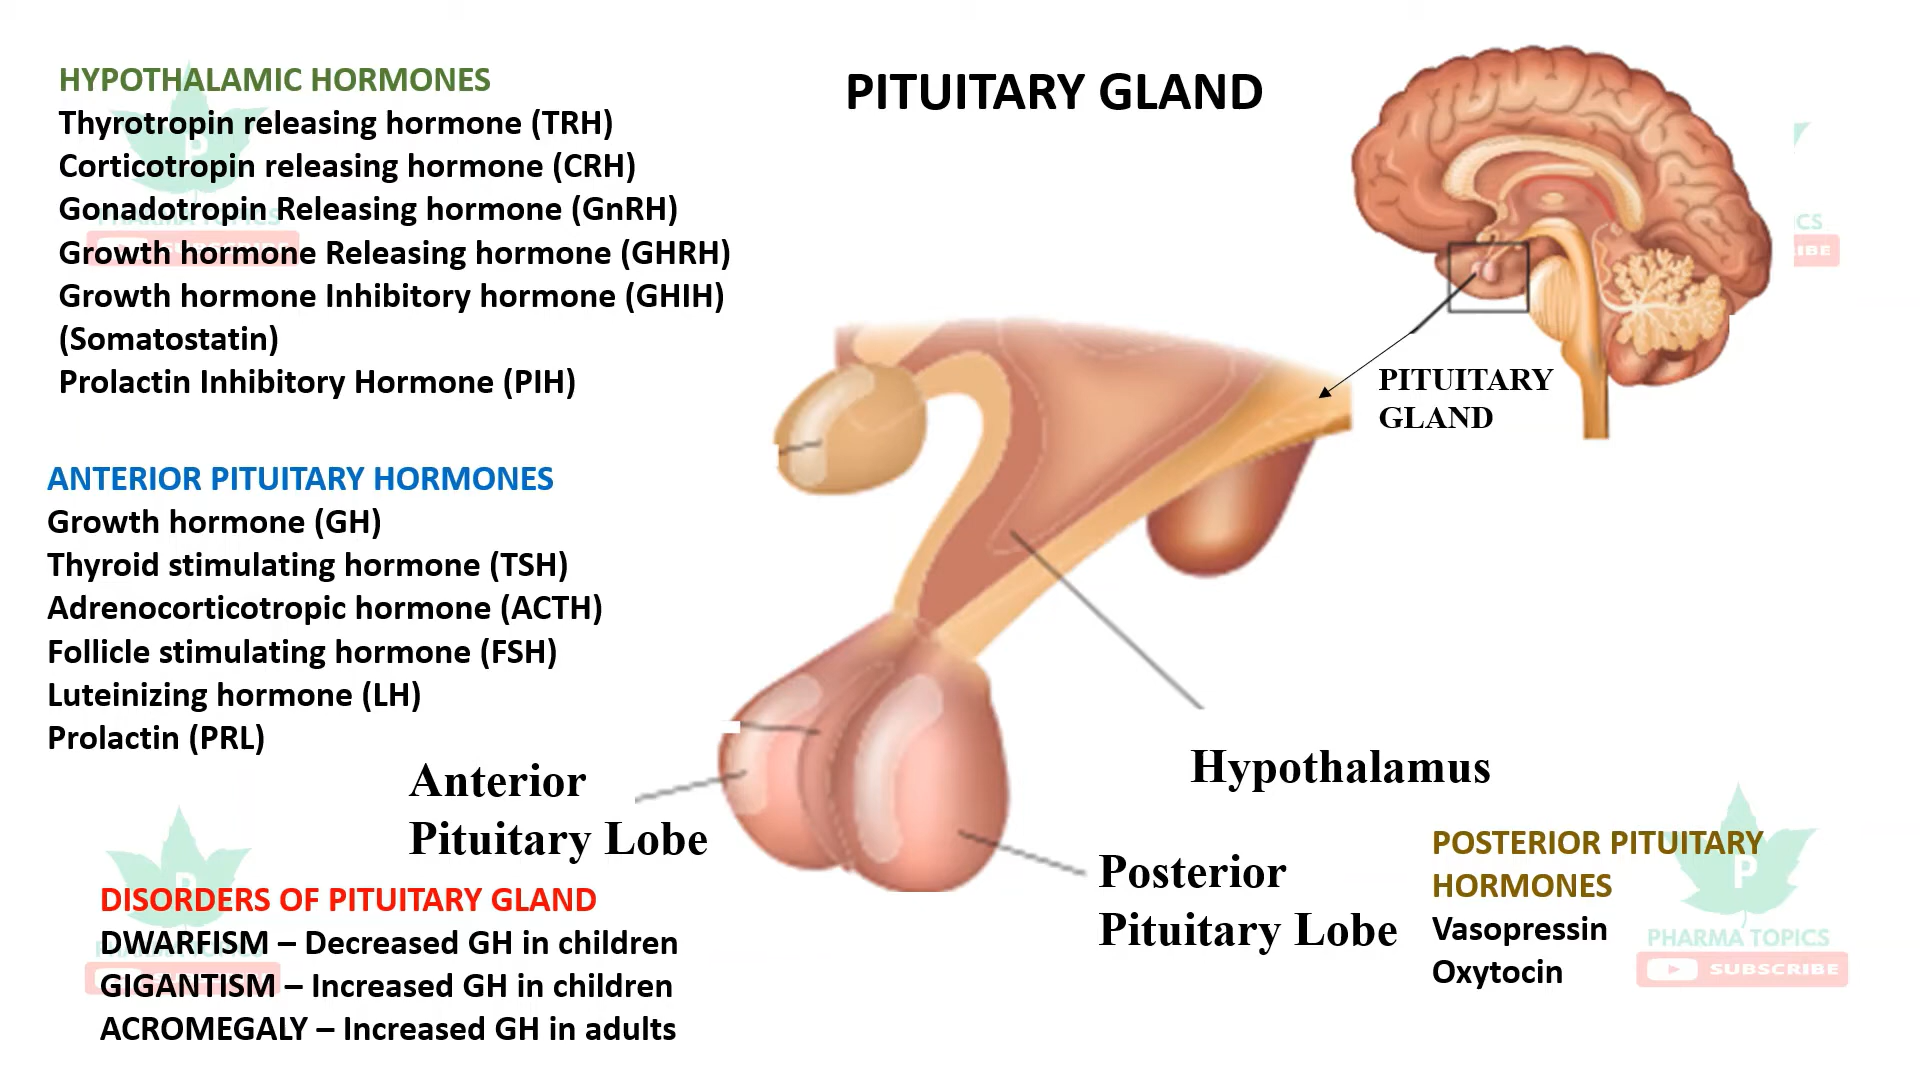 HYPOTHALAMIC HORMONES
Thyrotropin releasing hormone (TRH)
Corticotropin releasing hormone (CRH)
Gonadotropin Releasing hormone (GnRH)
Growth hormone Releasing hormone (GHRH)
Growth hormone Inhibitory hormone (GHIH)
(Somatostatin)
Prolactin Inhibitory Hormone (PIH)
PITUITARY GLAND
PITUITARY
GLAND
ANTERIOR PITUITARY HORMONES
Growth hormone (GH)
Thyroid stimulating hormone (TSH)
Adrenocorticotropic hormone (ACTH)
Follicle stimulating hormone (FSH)
Luteinizing hormone (LH)
Prolactin (PRL)
Anterior
Pituitary Lobe
Hypothalamus
Posterior
Pituitary Lobe
DISORDERS OF PITUITARY GLAND
DWARFISM – Decreased GH in children
GIGANTISM – Increased GH in children
ACROMEGALY – Increased GH in adults
POSTERIOR PITUITARY
HORMONES
Vasopressin
Oxytocin
P
PHARMA TOPICS
SUBSCRIBE